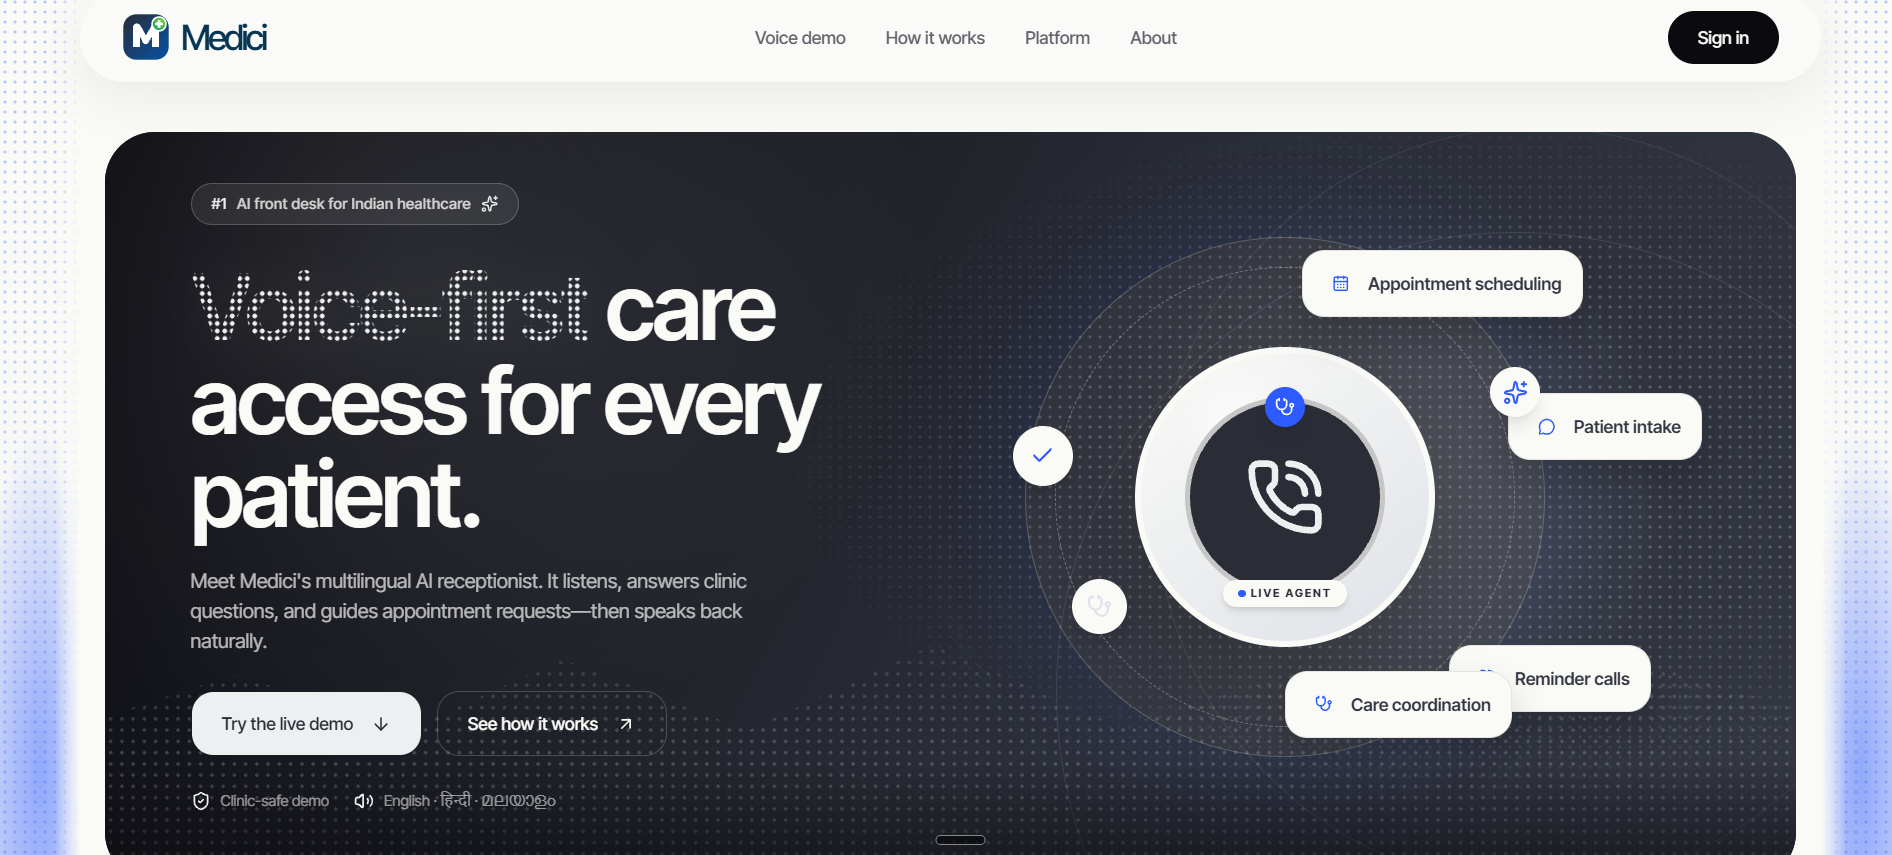 Medici
Voice demo
How it works
Platform
About
Sign in
#1 AI front desk for Indian healthcare
Voice-first care
access for every
patient.
Meet Medici's multilingual AI receptionist. It listens, answers clinic
questions, and guides appointment requests—then speaks back
naturally.
Try the live demo
See how it works
Clinic-safe demo
English · हिन्दी · മലയാളം
Appointment scheduling
Patient intake
LIVE AGENT
Reminder calls
Care coordination